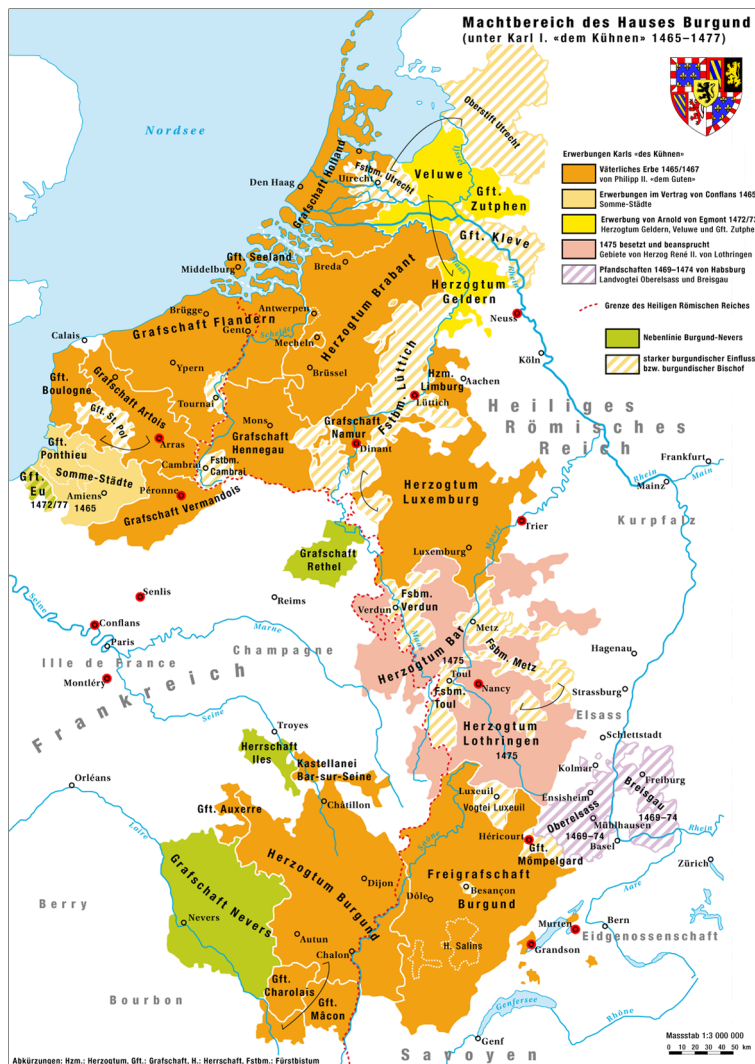 Machtbereich des Hauses Burgund
(unter Karl I. «dem Kühnen» 1465–1477)
Erwerbungen Karls «des Kühnen»
Väterliches Erbe 1465/1467
von Philipp II. «dem Guten»
Erwerbungen im Vertrag von Conflans 1465
Somme-Städte
Erwerbung von Arnold von Egmont 1472/73
Herzogtum Geldern, Veluwe und Gft. Zutphe
1475 besetzt und beansprucht
Gebiete von Herzog René II. von Lothringen
Pfandschaften 1469–1474 von Habsburg
Landvogtei Oberelsass und Breisgau
Grenze des Heiligen Römischen Reiches
Nebenlinie Burgund-Nevers
starker burgundischer Einfluss
bzw. burgundischer Bischof
Nordsee
Oberstift Utrecht
Grafschaft Holland
Fstbm. Utrecht
Utrecht
IJssel
Veluwe
Den Haag
Gft.
Zutphen
Gft. Kleve
Gft. Seeland
Middelburg
Breda
Maas
Rhein
Herzogtum Brabant
Herzogtum
Geldern
Neuss
Brügge
Antwerpen
Grafschaft Flandern
Gent
Schelde
Mecheln
Calais
Köln
Ypern
Brüssel
Fstbm. Lüttich
Hzm.
Limburg
Aachen
Gft.
Boulogne
Grafschaft Artois
Tournai
Lüttich
Gft. St. Pol
Mons
Grafschaft
Namur
Heiliges
Römisches
Reich
Gft.
Ponthieu
Arras
Grafschaft
Hennegau
Dinant
Cambrai
Fstbm.
Cambrai
Frankfurt
Gft.
Eu
1472/77
Somme-Städte
Amiens
1465
Péronne
Grafschaft Vermandois
Herzogtum
Luxemburg
Rhein
Main
Mainz
Kurpfalz
Trier
Mosel
Grafschaft
Rethel
Luxemburg
Seine
Senlis
Reims
Fsbm.
Verdun
Verdun
Conflans
Paris
Marne
Maas
Metz
Ille de France
Champagne
Herzogtum Bar
1475
Fsbm. Metz
Hagenau
Montléry
Toul
Fsbm.
Toul
Nancy
Strassburg
Frankreich
Seine
Elsass
Troyes
Herzogtum
Lothringen
1475
Schlettstadt
Herrschaft
Iles
Kastellanei
Bar-sur-Seine
Kolmar
Breisgau
Freiburg
1469–74
Orléans
Luxeuil
Vogtei Luxeuil
Ensisheim
Oberelsass
1469–74
Mühlhausen
Châtillon
Gft. Auxerre
Loire
Saône
Héricourt
Gft.
Mömpelgard
Basel
Rhein
Zürich
Grafschaft Nevers
Herzogtum Burgund
Dijon
Freigrafschaft
Burgund
Besançon
Dôle
Aare
Berry
Nevers
Murten
Bern
Eidgenossenschaft
Autun
H. Salins
Grandson
Chalon
Gft.
Charolais
Gft.
Mâcon
Bourbon
Genfersee
Rhône
Genf
Savoyen
Massstab 1:3 000 000
0 10 20 30 40 50 km
Abkürzungen: Hzm.: Herzogtum, Gft.: Grafschaft, H.: Herrschaft, Fstbm.: Fürstbistum